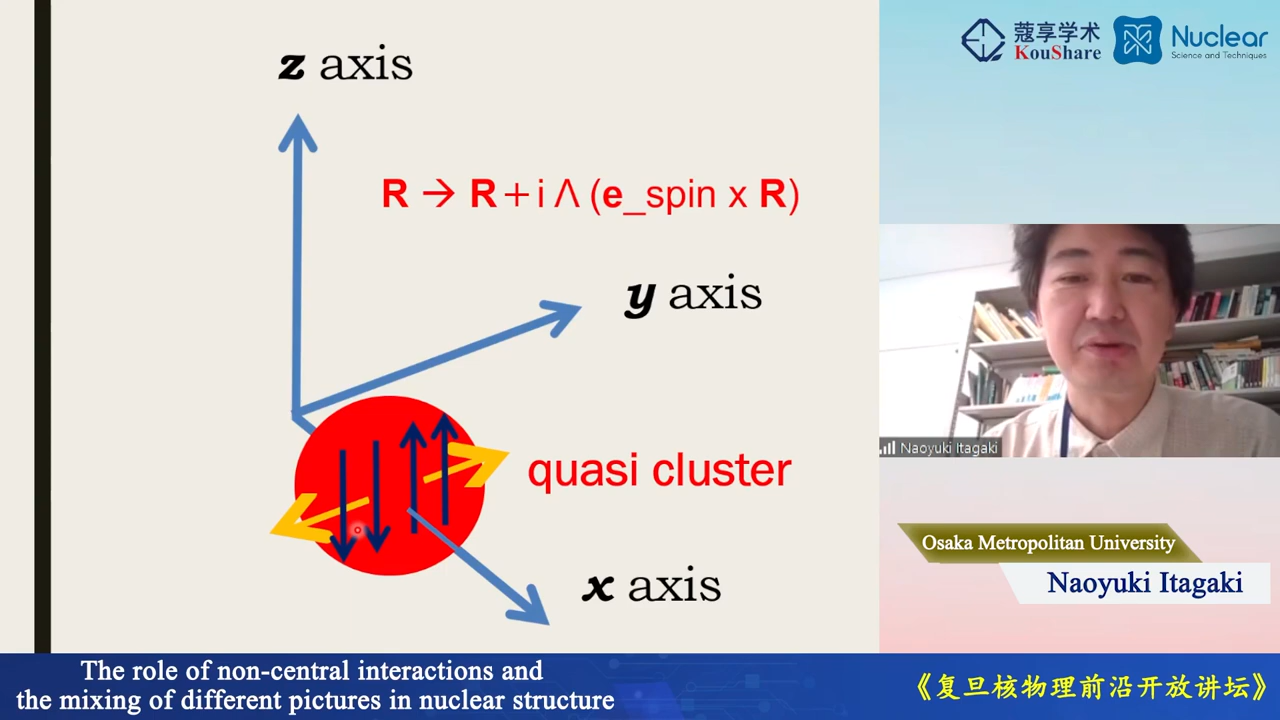 z axis
R → R + i Λ (e_spin x R)
y axis
quasi cluster
x axis
蔻享学术
KouShare
Nuclear
Science and Techniques
Naoyuki Itagaki
Osaka Metropolitan University
Naoyuki Itagaki
The role of non-central interactions and
the mixing of different pictures in nuclear structure
《复旦核物理前沿开放讲坛》